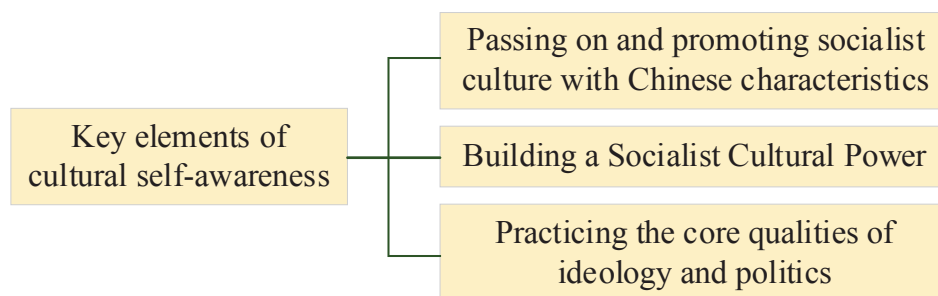 Passing on and promoting socialist
culture with Chinese characteristics
Key elements of
cultural self-awareness
Building a Socialist Cultural Power
Practicing the core qualities of
ideology and politics